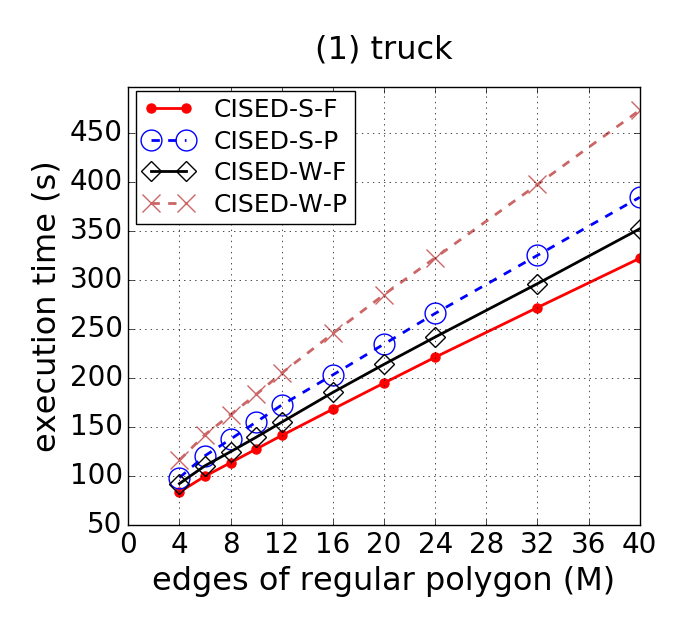 (1) truck
CISED-S-F
CISED-S-P
CISED-W-F
CISED-W-P
execution time (s)
450
400
350
300
250
200
150
100
50
0 4 8 12 16 20 24 28 32 36 40
edges of regular polygon (M)